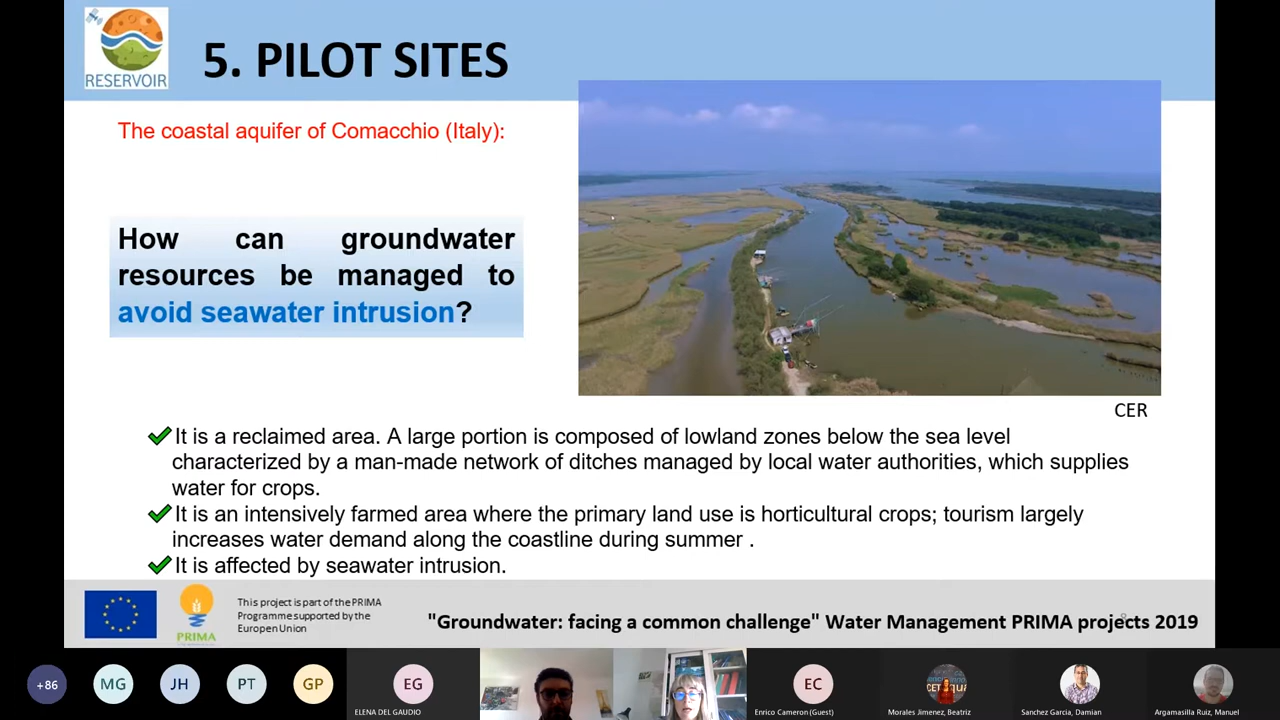 RESERVOIR
5. PILOT SITES
The coastal aquifer of Comacchio (Italy):
How can groundwater
resources be managed to
avoid seawater intrusion?
CER
It is a reclaimed area. A large portion is composed of lowland zones below the sea level
characterized by a man-made network of ditches managed by local water authorities, which supplies
water for crops.
It is an intensively farmed area where the primary land use is horticultural crops; tourism largely
increases water demand along the coastline during summer .
It is affected by seawater intrusion.
PRIMA
This project is part of the PRIMA
Programme supported by the
Europen Union
"Groundwater: facing a common challenge" Water Management PRIMA projects 2019
+86
MG
JH
PT
GP
EG
ELENA DEL GAUDIO
EC
Enrico Cameron (Guest)
Morales Jimenez, Beatriz
Sanchez Garcia, Damian
Argamasilla Ruiz, Manuel